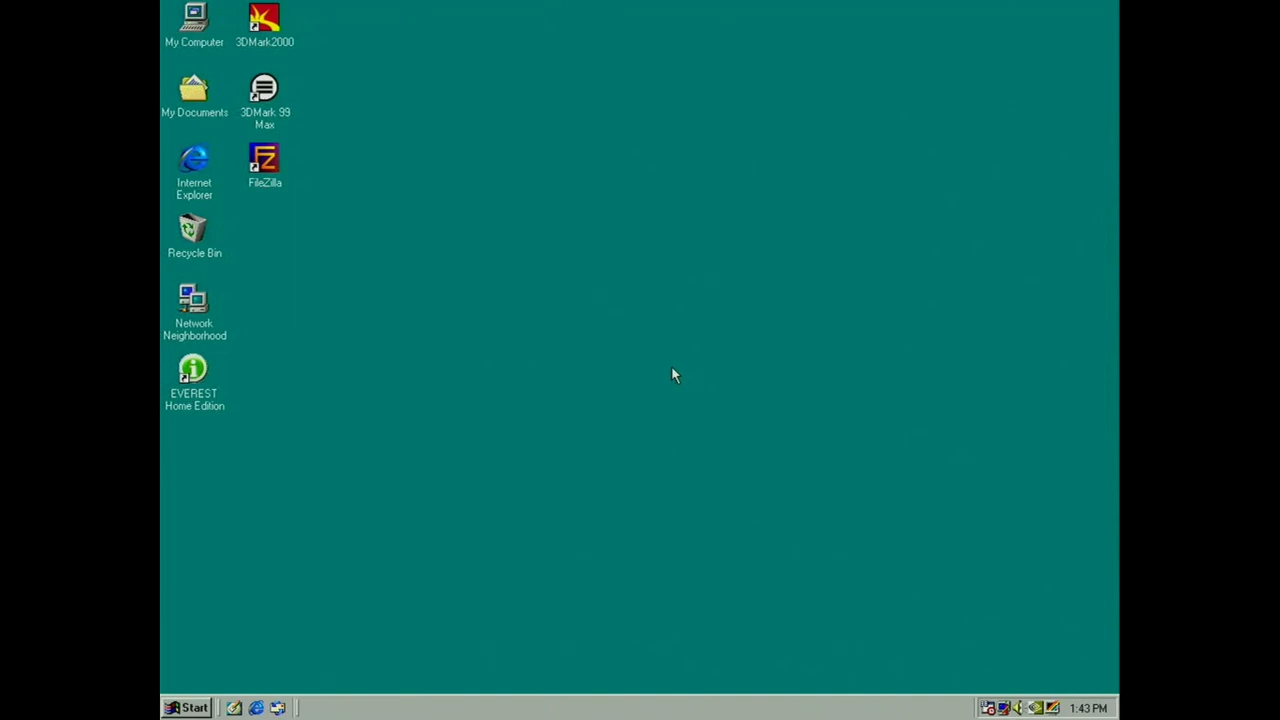 My Computer
3DMark2000
My Documents
3DMark 99
Max
Internet
Explorer
FileZilla
Recycle Bin
Network
Neighborhood
EVEREST
Home Edition
Start
1:43 PM